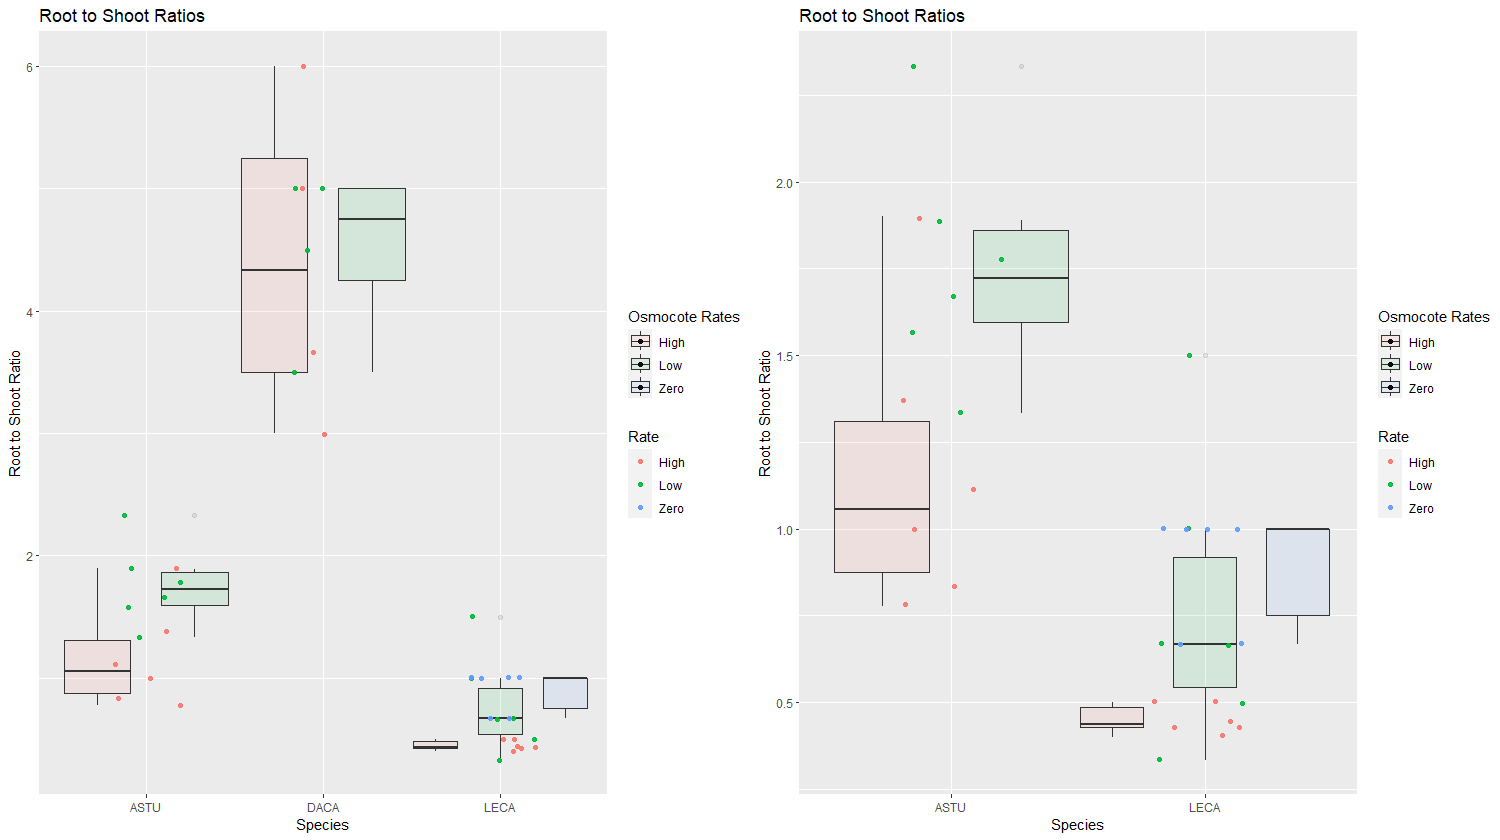 Root to Shoot Ratios
Root to Shoot Ratio
6
4
2
ASTU
DACA
LECA
Species
Osmocote Rates
High
Low
Zero
Rate
High
Low
Zero
Root to Shoot Ratios
Root to Shoot Ratio
2.0
1.5
1.0
0.5
ASTU
LECA
Species
Osmocote Rates
High
Low
Zero
Rate
High
Low
Zero